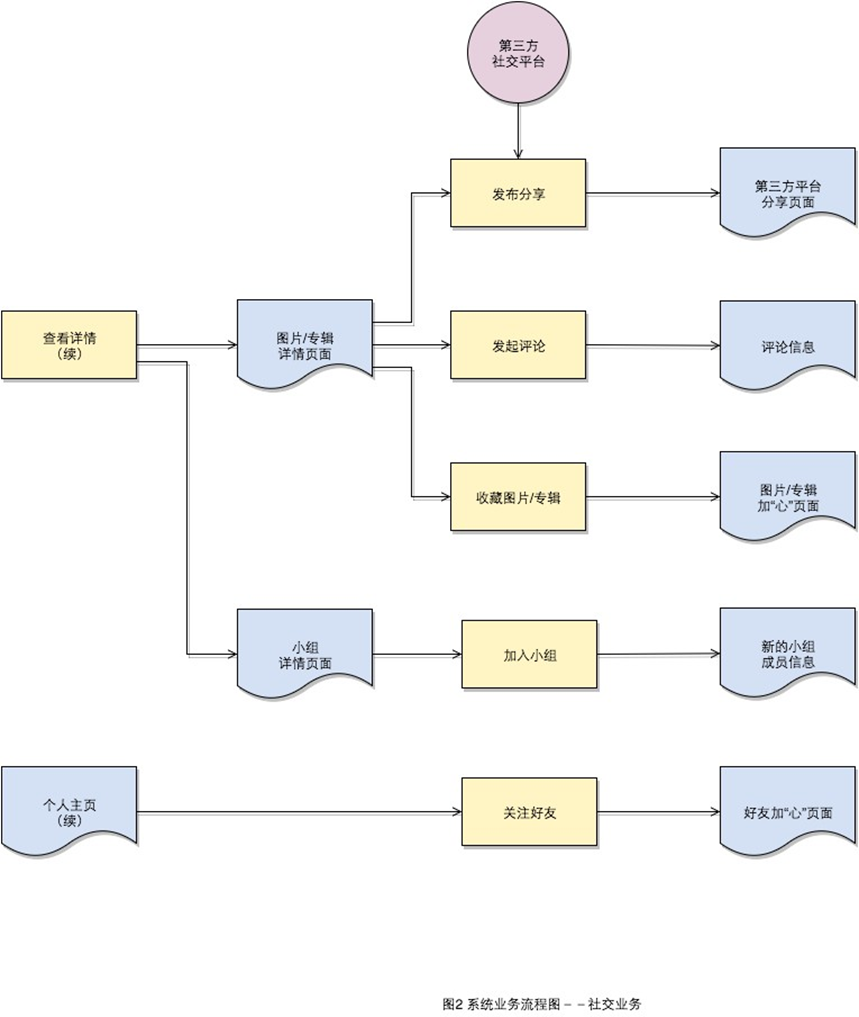 第三方
社交平台
发布分享
第三方平台
分享页面
查看详情
（续）
图片/专辑
详情页面
发起评论
评论信息
收藏图片/专辑
图片/专辑
加“心”页面
小组
详情页面
加入小组
新的小组
成员信息
个人主页
（续）
关注好友
好友加“心”页面
图2 系统业务流程图－－社交业务